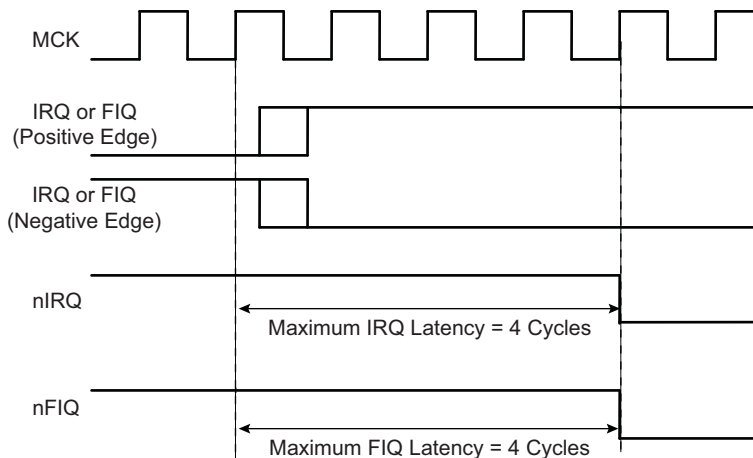 MCK
IRQ or FIQ
(Positive Edge)
IRQ or FIQ
(Negative Edge)
nIRQ
Maximum IRQ Latency = 4 Cycles
nFIQ
Maximum FIQ Latency = 4 Cycles